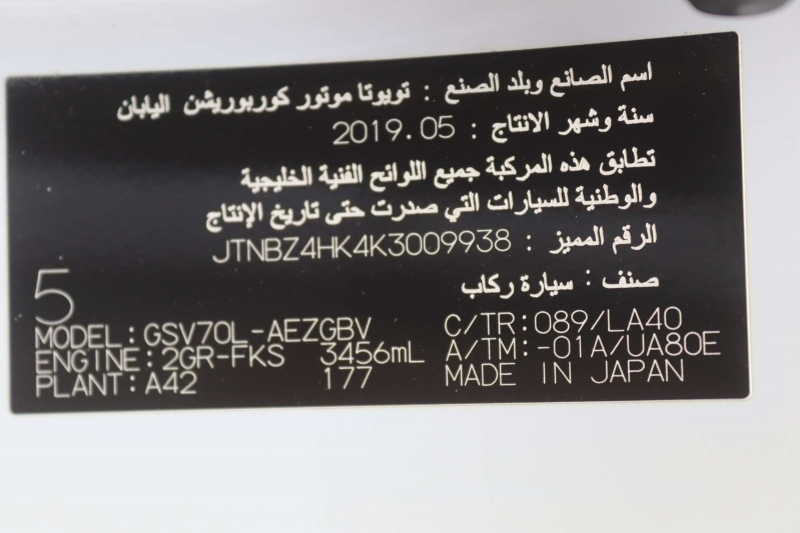 اسم الصانع وبلد الصنع : تويوتا موتور كوربوريشن اليابان
سنة وشهر الانتاج : 2019.05
تطابق هذه المركبة جميع اللوائح الفنية الخليجية
والوطنية للسيارات التي صدرت حتى تاريخ الإنتاج
الرقم المميز : JTNBZ4HK4K3009938
صنف : سيارة ركاب
5
MODEL:GSV70L-AEZGBV C/TR:089/LA40
ENGINE:2GR-FKS 3456mL A/TM:-01A/UA80E
PLANT:A42 177 MADE IN JAPAN